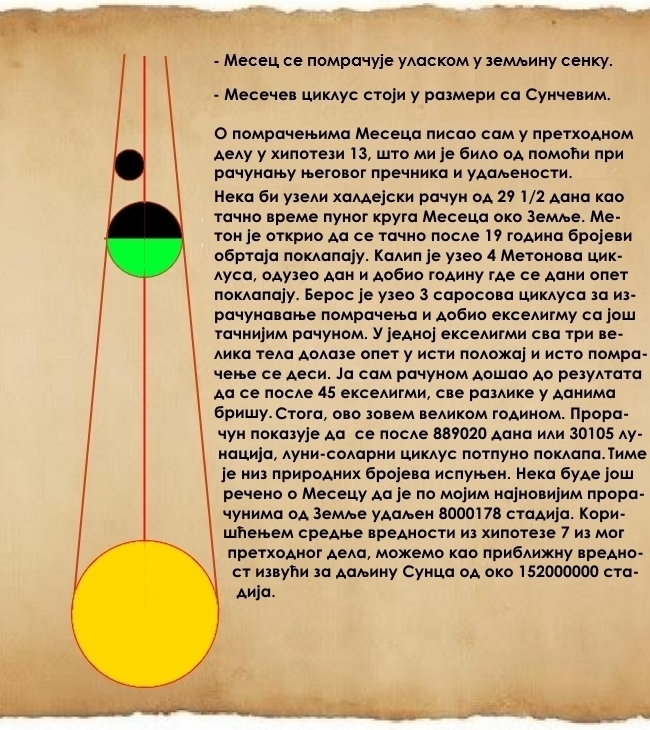 - Месец се помрачује уласком у земљину сенку.
- Месечев циклус стоји у размери са Сунчевим.
О помрачењима Месеца писао сам у претходном
делу у хипотези 13, што ми је било од помоћи при
рачунању његовог пречника и удаљености.
Нека би узели халдејски рачун од 29 1/2 дана као
тачно време пуног круга Месеца око Земље. Ме-
тон је открио да се тачно после 19 година бројеви
обртаја поклапају. Калип је узео 4 Метонова цик-
луса, одузео дан и добио годину где се дани опет
поклапају. Берос је узео 3 саросова циклуса за из-
рачунавање помрачења и добио екселигму са још
тачнијим рачуном. У једној екселигми сва три ве-
лика тела долазе опет у исти положај и исто помра-
чење се деси. Ја сам рачуном дошао до резултата
да се после 45 екселигми, све разлике у данима
бришу. Стога, ово зовем великом годином. Прора-
чун показује да се после 889020 дана или 30105 лу-
нација, луни-соларни циклус потпуно поклапа. Тиме
је низ природних бројева испуњен. Нека буде још
речено о Месецу да је по мојим најновијим прора-
чунима од Земље удаљен 8000178 стадија. Кори-
шћењем средње вредности из хипотезе 7 из мог
претходног дела, можемо као приближну вредно-
ст извући за даљину Сунца од око 152000000 ста-
дија.